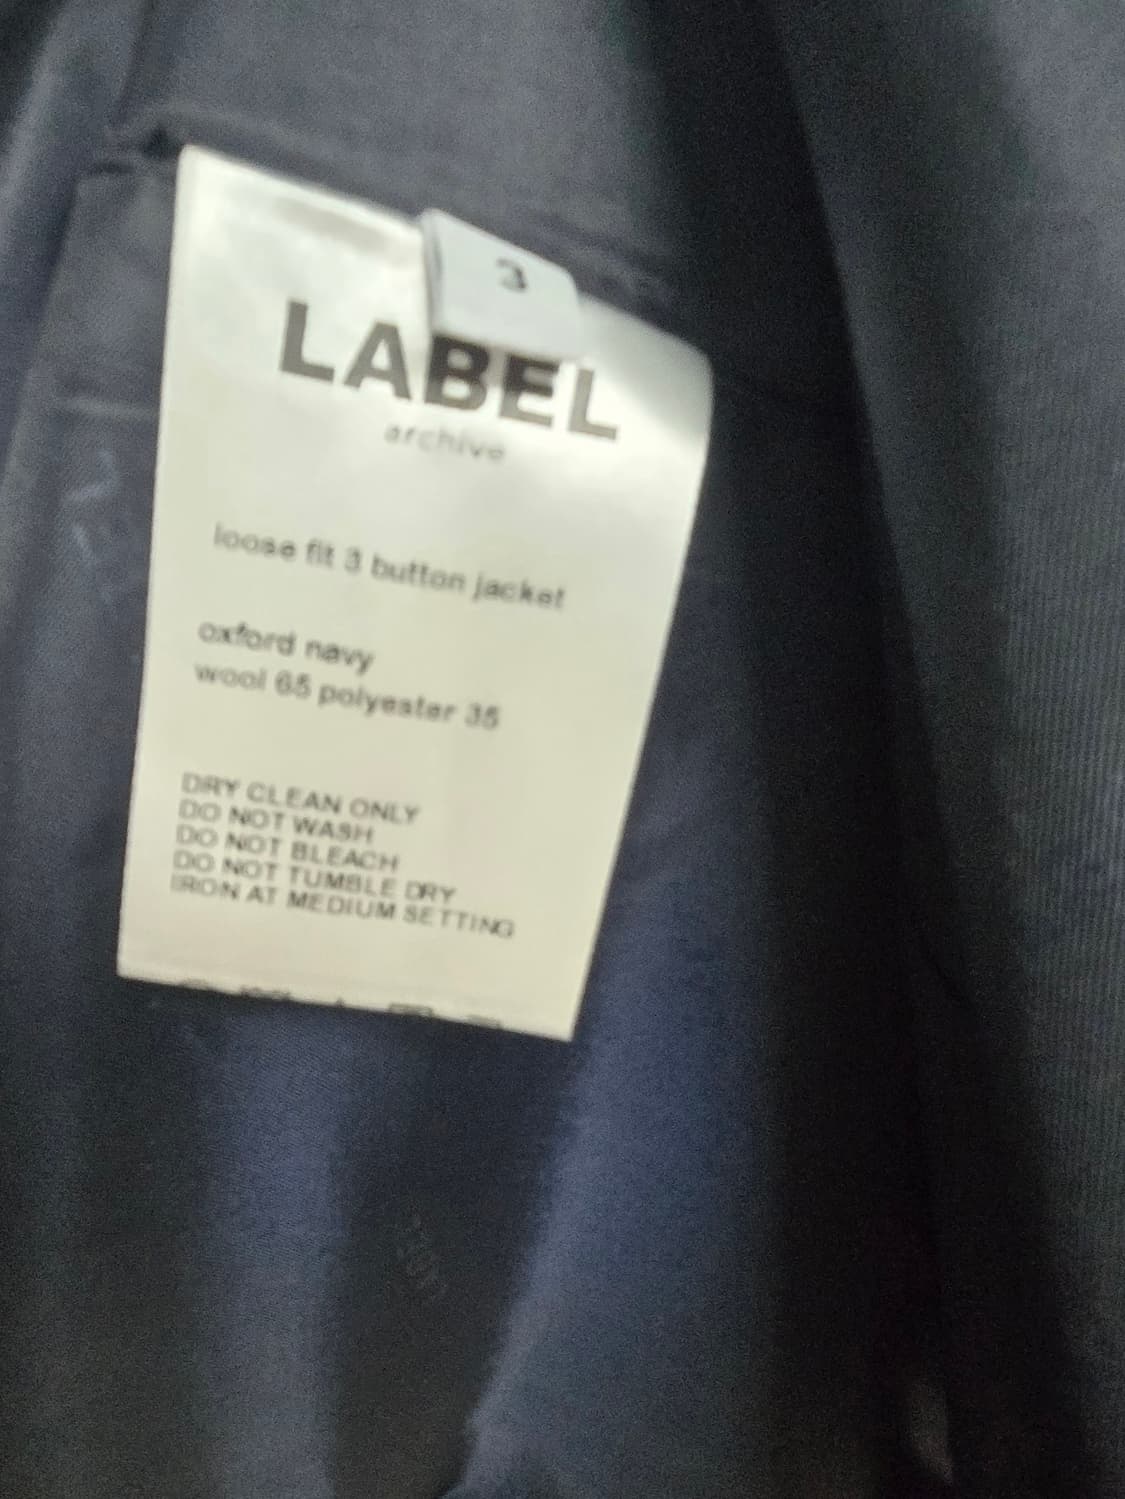 3
LABEL
archive
loose fit 3 button jacket
oxford navy
wool 65 polyester 35
DRY CLEAN ONLY
DO NOT WASH
DO NOT BLEACH
DO NOT TUMBLE DRY
IRON AT MEDIUM SETTING